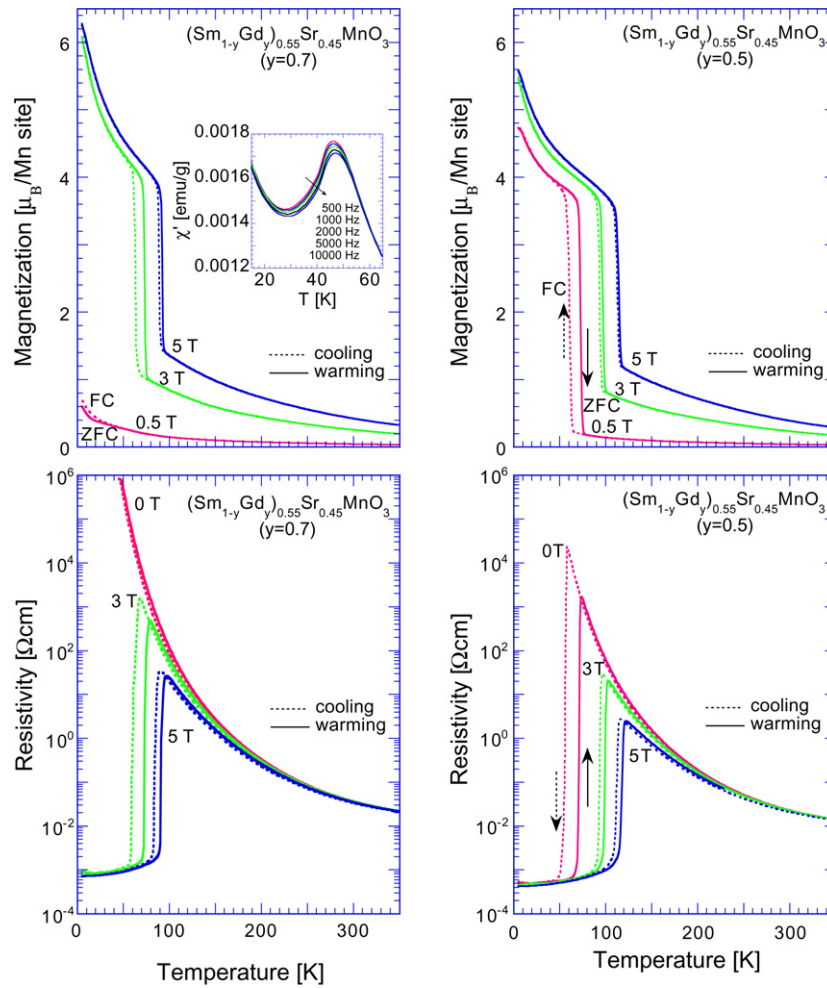 (Sm1-yGdy)0.55Sr0.45MnO3
(y=0.7)
Magnetization [μB/Mn site]
6
4
2
0
χ' [emu/g]
0.0018
0.0016
0.0014
0.0012
500 Hz
1000 Hz
2000 Hz
5000 Hz
10000 Hz
20
40
60
T [K]
5 T
cooling
warming
3 T
FC
ZFC
0.5 T
(Sm1-yGdy)0.55Sr0.45MnO3
(y=0.5)
Magnetization [μB/Mn site]
6
4
2
0
FC
5 T
cooling
warming
3 T
ZFC
0.5 T
(Sm1-yGdy)0.55Sr0.45MnO3
(y=0.7)
Resistivity [Ωcm]
10^6
10^4
10^2
10^0
10^-2
10^-4
0 T
3 T
cooling
warming
5 T
0
100
200
300
Temperature [K]
(Sm1-yGdy)0.55Sr0.45MnO3
(y=0.5)
Resistivity [Ωcm]
10^6
10^4
10^2
10^0
10^-2
10^-4
0T
3T
cooling
warming
5T
0
100
200
300
Temperature [K]